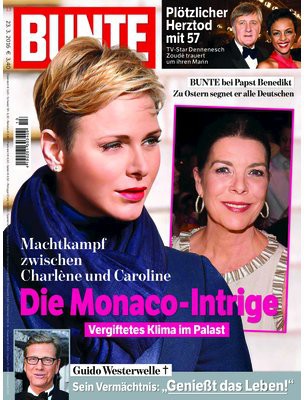 BUNTE
23. 3. 2016 € 3,40
Plötzlicher
Herztod
mit 57
TV-Star Dennenesch
Zoudé trauert
um ihren Mann
BUNTE bei Papst Benedikt
Zu Ostern segnet er alle Deutschen
Machtkampf
zwischen
Charlène und Caroline
Die Monaco-Intrige
Vergiftetes Klima im Palast
Guido Westerwelle †
Sein Vermächtnis: „Genießt das Leben!“